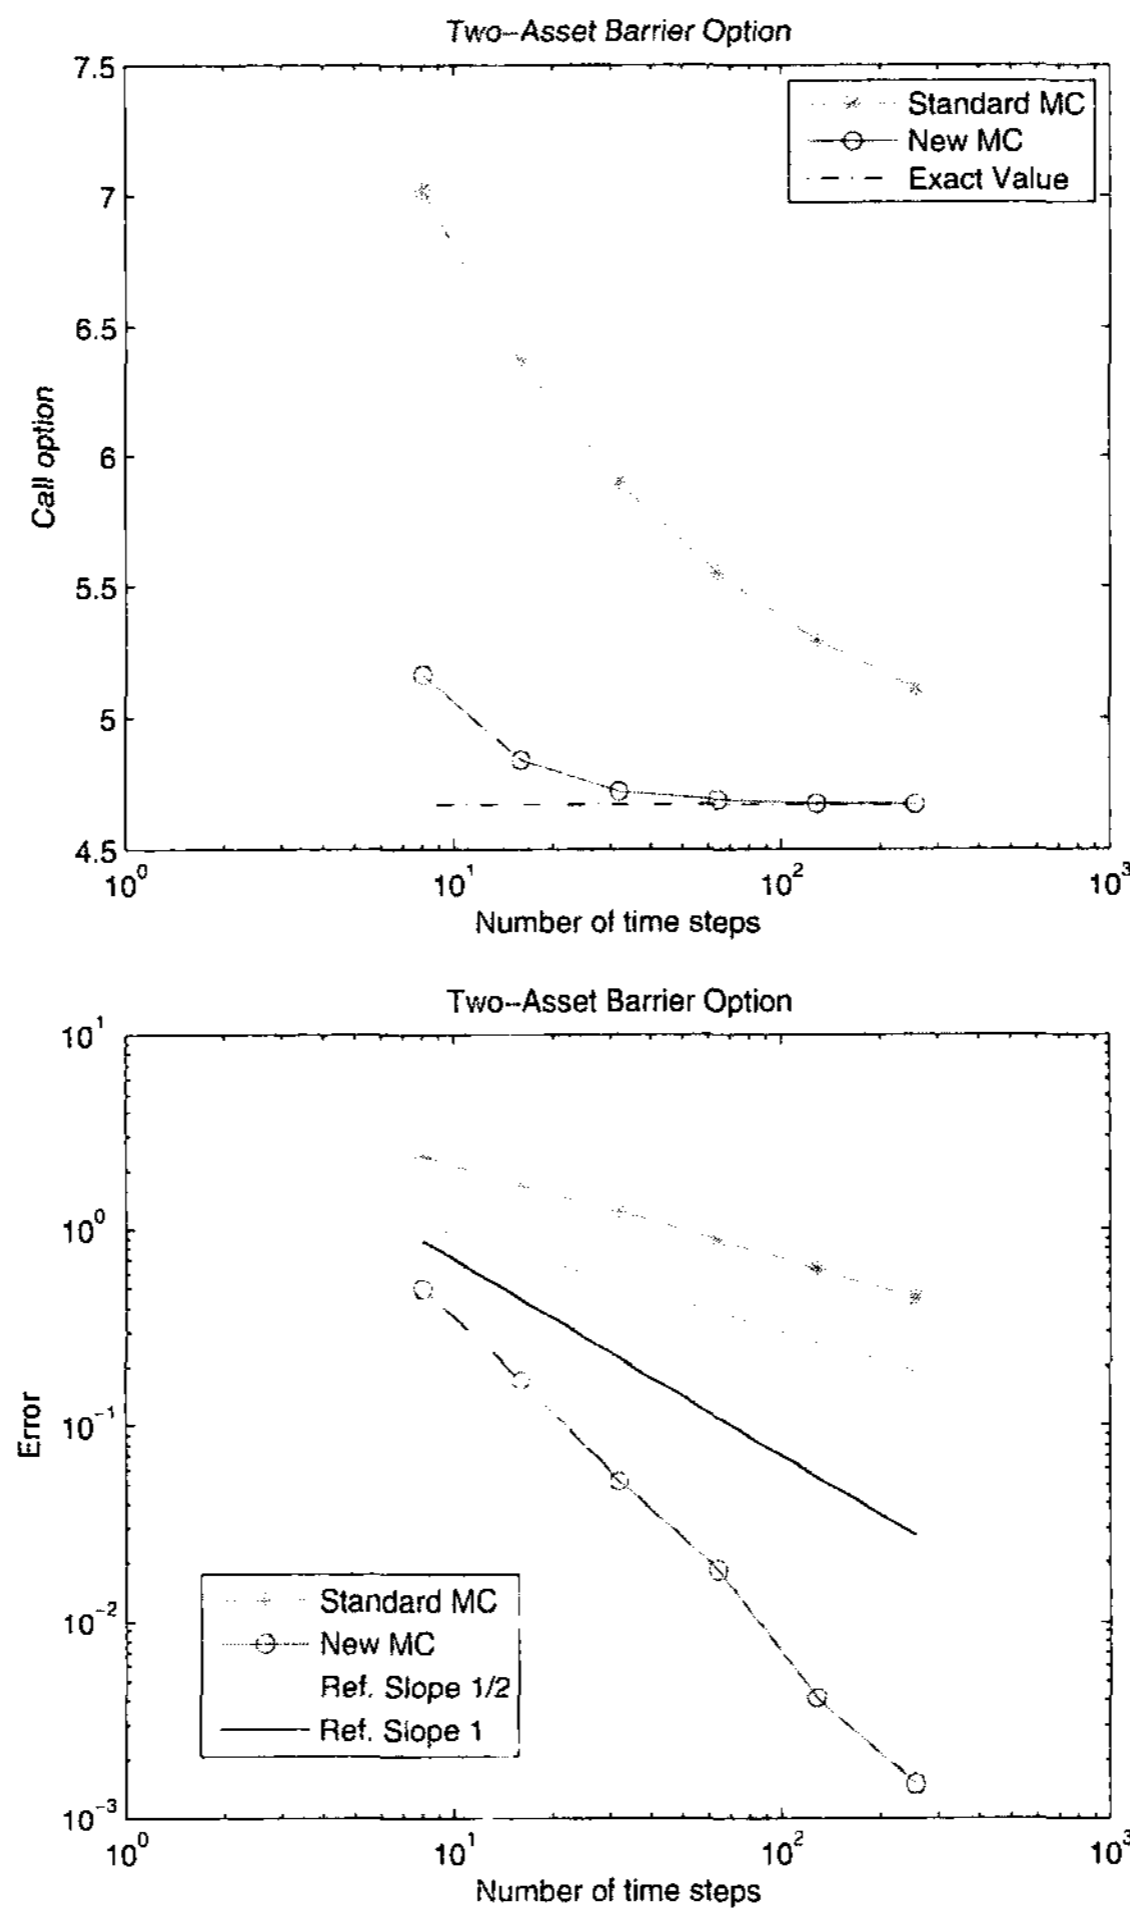 Two-Asset Barrier Option
7.5
7
6.5
6
5.5
5
4.5
Call option
Standard MC
New MC
Exact Value
10^0
10^1
10^2
10^3
Number of time steps
Two-Asset Barrier Option
10^1
10^0
10^-1
10^-2
10^-3
Error
Standard MC
New MC
Ref. Slope 1/2
Ref. Slope 1
10^0
10^1
10^2
10^3
Number of time steps